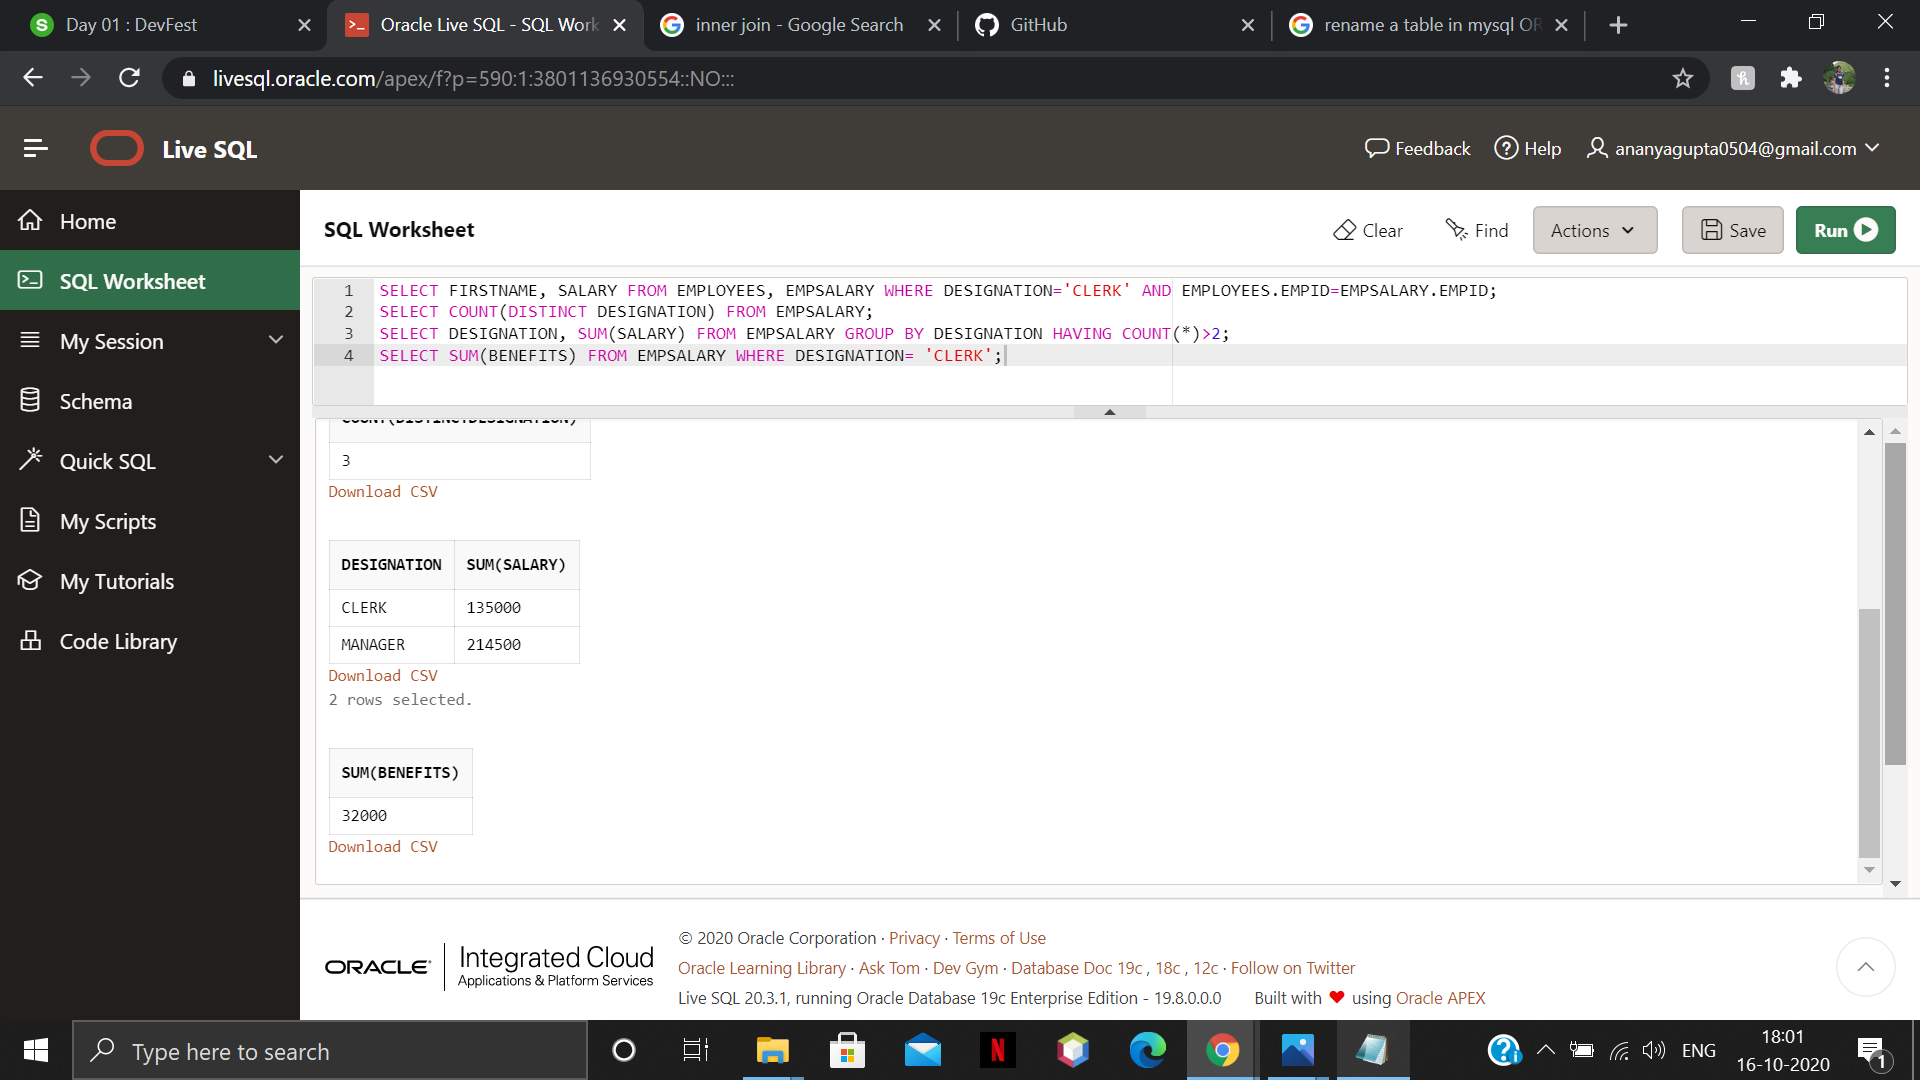 Day 01 : DevFest
Oracle Live SQL - SQL Work
inner join - Google Search
GitHub
rename a table in mysql OR
livesql.oracle.com/apex/f?p=590:1:3801136930554::NO:::
Live SQL
Feedback
Help
ananyagupta0504@gmail.com
Home
SQL Worksheet
My Session
Schema
Quick SQL
My Scripts
My Tutorials
Code Library
SQL Worksheet
Clear
Find
Actions
Save
Run
1 SELECT FIRSTNAME, SALARY FROM EMPLOYEES, EMPSALARY WHERE DESIGNATION='CLERK' AND EMPLOYEES.EMPID=EMPSALARY.EMPID;
2 SELECT COUNT(DISTINCT DESIGNATION) FROM EMPSALARY;
3 SELECT DESIGNATION, SUM(SALARY) FROM EMPSALARY GROUP BY DESIGNATION HAVING COUNT(*)>2;
4 SELECT SUM(BENEFITS) FROM EMPSALARY WHERE DESIGNATION= 'CLERK';
COUNT(DISTINCTDESIGNATION)
3
Download CSV
DESIGNATION SUM(SALARY)
CLERK 135000
MANAGER 214500
Download CSV
2 rows selected.
SUM(BENEFITS)
32000
Download CSV
ORACLE
Integrated Cloud
Applications & Platform Services
© 2020 Oracle Corporation · Privacy · Terms of Use
Oracle Learning Library · Ask Tom · Dev Gym · Database Doc 19c , 18c , 12c · Follow on Twitter
Live SQL 20.3.1, running Oracle Database 19c Enterprise Edition - 19.8.0.0.0 Built with ♥ using Oracle APEX
Type here to search
ENG
18:01
16-10-2020
1